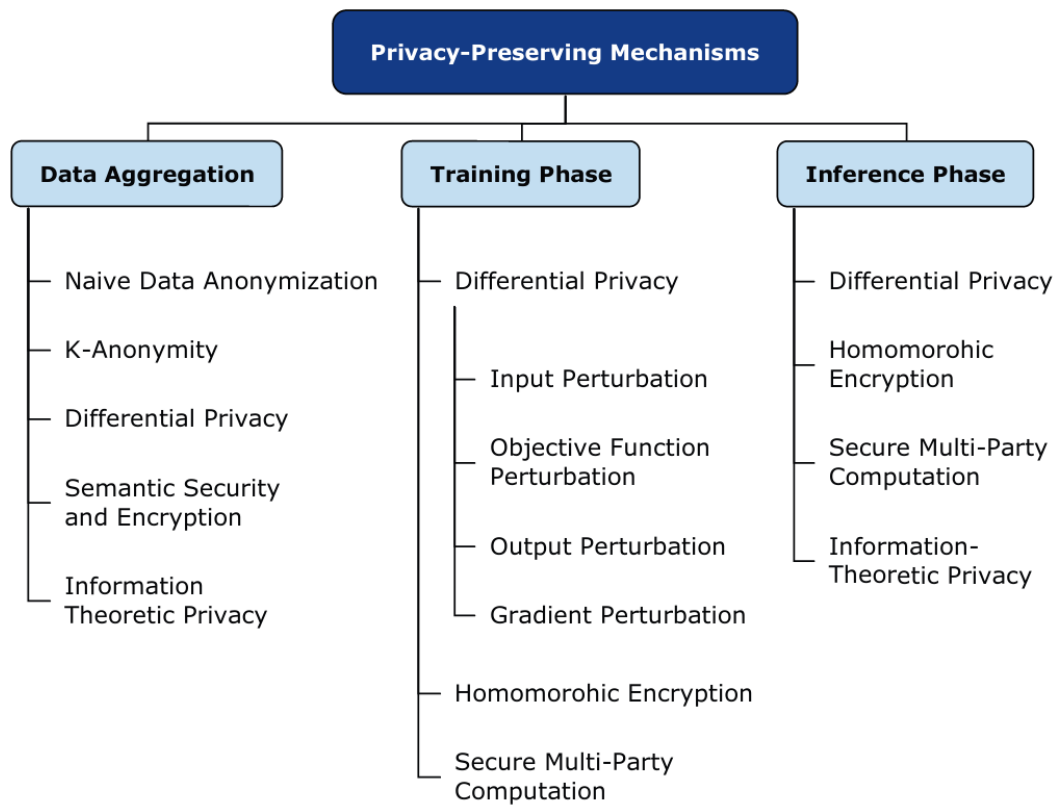 Privacy-Preserving Mechanisms
Data Aggregation
Naive Data Anonymization
K-Anonymity
Differential Privacy
Semantic Security
and Encryption
Information
Theoretic Privacy
Training Phase
Differential Privacy
Input Perturbation
Objective Function
Perturbation
Output Perturbation
Gradient Perturbation
Homomorohic Encryption
Secure Multi-Party
Computation
Inference Phase
Differential Privacy
Homomorohic
Encryption
Secure Multi-Party
Computation
Information-
Theoretic Privacy